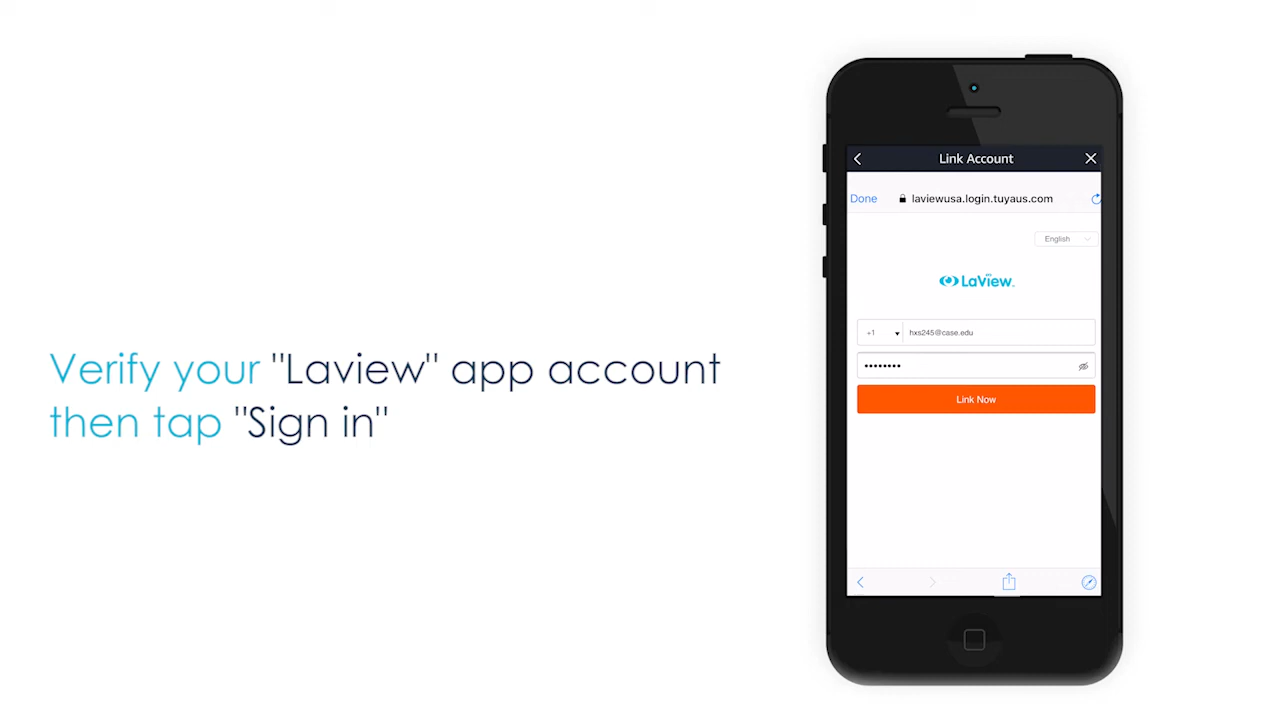 Verify your "Laview" app account
then tap "Sign in"
Link Account
Done laviewusa.login.tuyaus.com
English
LaView
+1 hxs245@case.edu
••••••••
Link Now